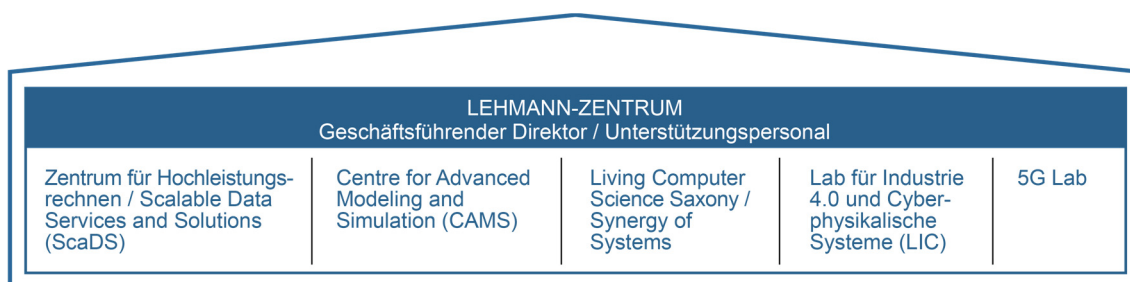 LEHMANN-ZENTRUM
Geschäftsführender Direktor / Unterstützungspersonal
Zentrum für Hochleistungs-
rechnen / Scalable Data
Services and Solutions
(ScaDS)
Centre for Advanced
Modeling and
Simulation (CAMS)
Living Computer
Science Saxony /
Synergy of
Systems
Lab für Industrie
4.0 und Cyber-
physikalische
Systeme (LIC)
5G Lab